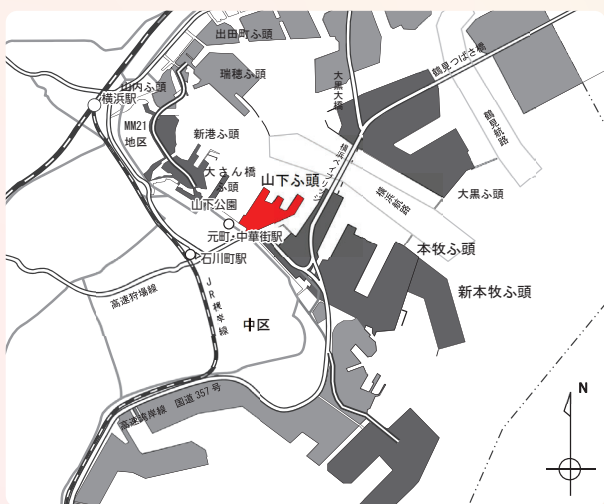 出田町ふ頭
瑞穂ふ頭
山内ふ頭
横浜駅
MM21
地区
新港ふ頭
大さん橋
ふ頭
山下公園
山下ふ頭
元町・中華街駅
石川町駅
大黒大橋
鶴見つばさ橋
鶴見航路
横浜ベイブリッジ
横浜航路
大黒ふ頭
本牧ふ頭
新本牧ふ頭
高速狩場線
JR根岸線
中区
高速湾岸線 国道357号
N